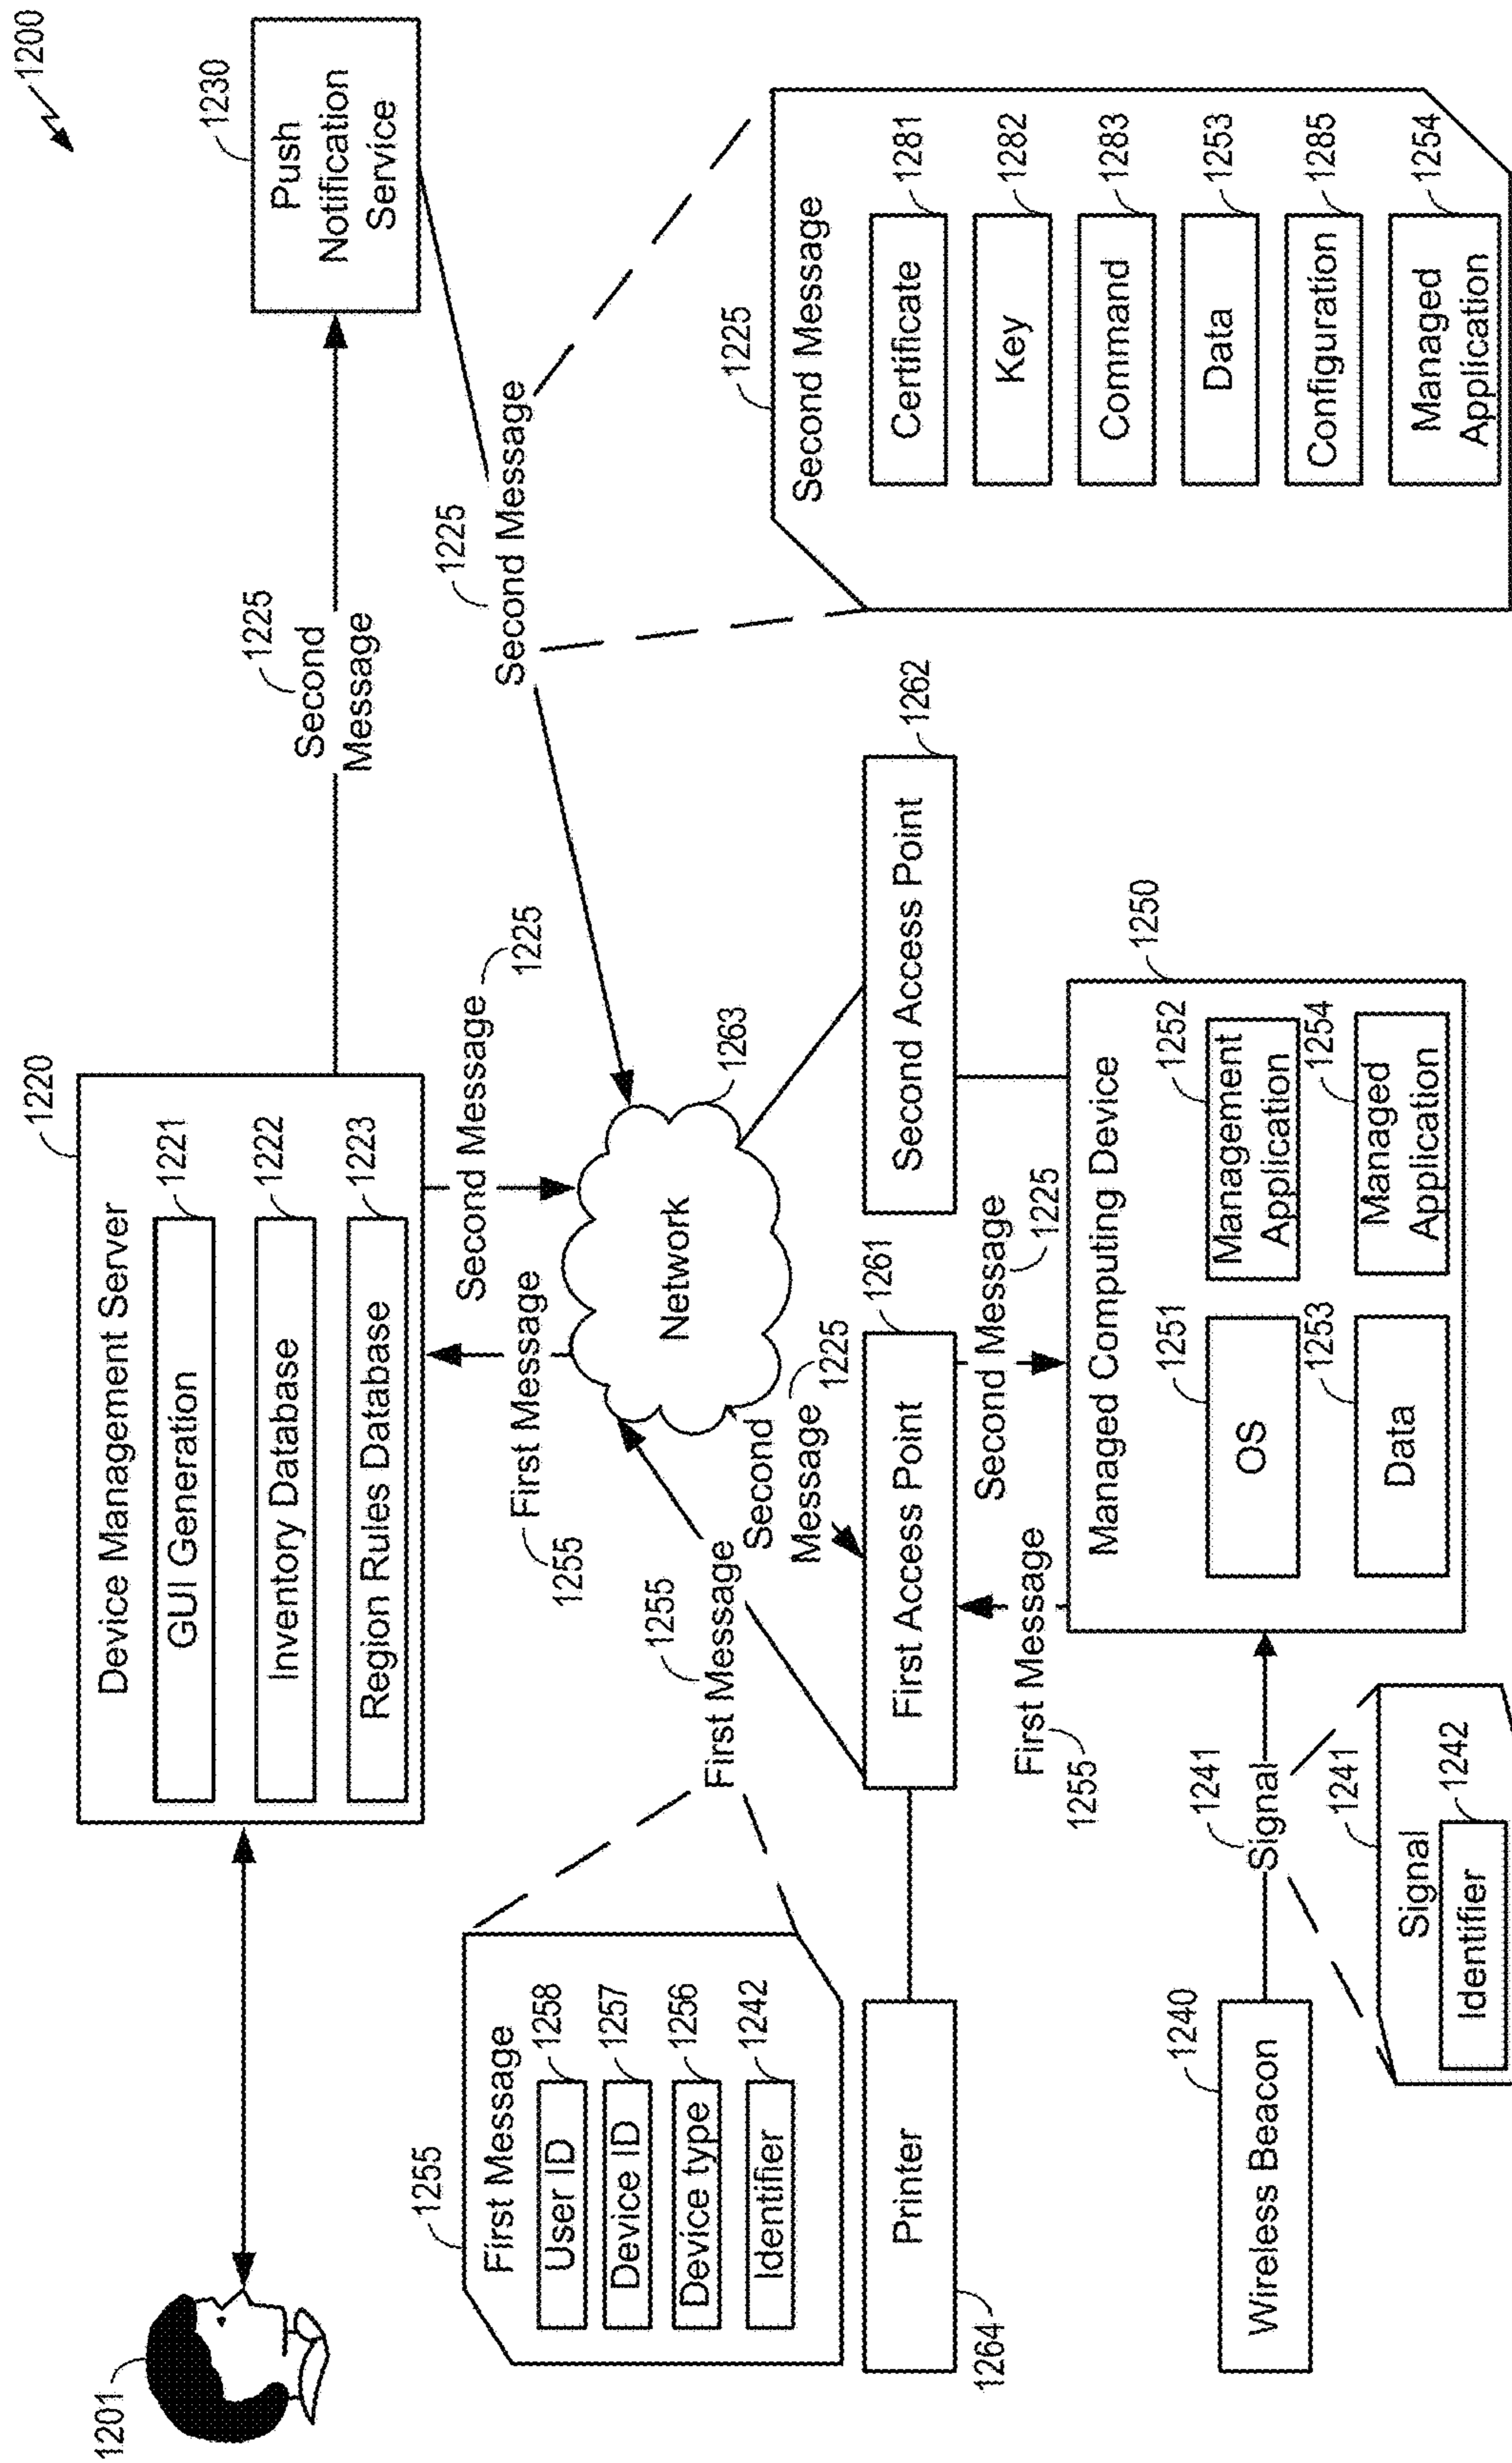 1200
1201
1220
Device Management Server
GUI Generation
1221
Inventory Database
1222
Region Rules Database
1223
1225
Second
Message
1230
Push
Notification
Service
1225
Second Message
First Message
1255
Second Message
1225
Network
1263
1255
First Message
1255
First Message
User ID
1258
Device ID
1257
Device type
1256
Identifier
1242
Second
Message
1225
1225
Second Message
Certificate
1281
Key
1282
Command
1283
Data
1253
Configuration
1285
Managed
Application
1254
Printer
1264
First Access Point
1261
Second Access Point
1262
First Message
1255
Second Message
1225
1250
Managed Computing Device
OS
1251
Management
Application
1252
Data
1253
Managed
Application
1254
Wireless Beacon
1240
1241
Signal
Signal
1241
Identifier
1242